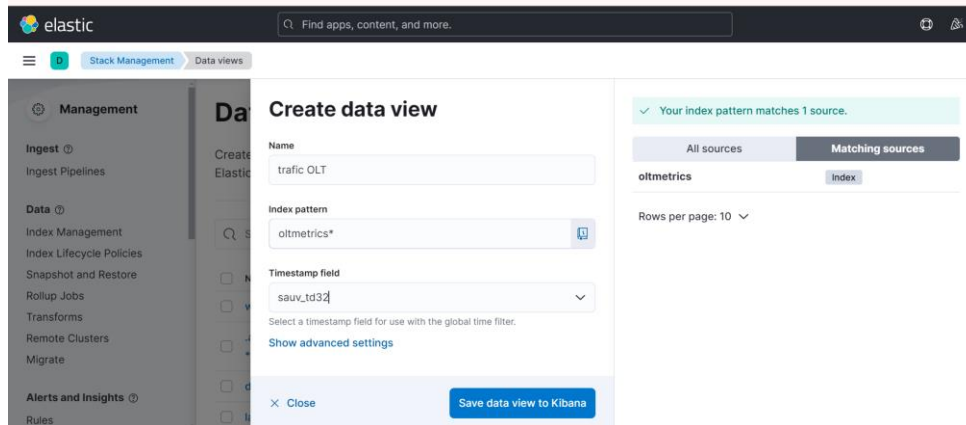 elastic
Find apps, content, and more.
D
Stack Management
Data views
Management
Ingest
Ingest Pipelines
Data
Index Management
Index Lifecycle Policies
Snapshot and Restore
Rollup Jobs
Transforms
Remote Clusters
Migrate
Alerts and Insights
Rules
Da
Create
Elastic
Create data view
Name
trafic OLT
Index pattern
oltmetrics*
Timestamp field
sauv_td32
Select a timestamp field for use with the global time filter.
Show advanced settings
Close
Save data view to Kibana
Your index pattern matches 1 source.
All sources
Matching sources
oltmetrics
Index
Rows per page: 10